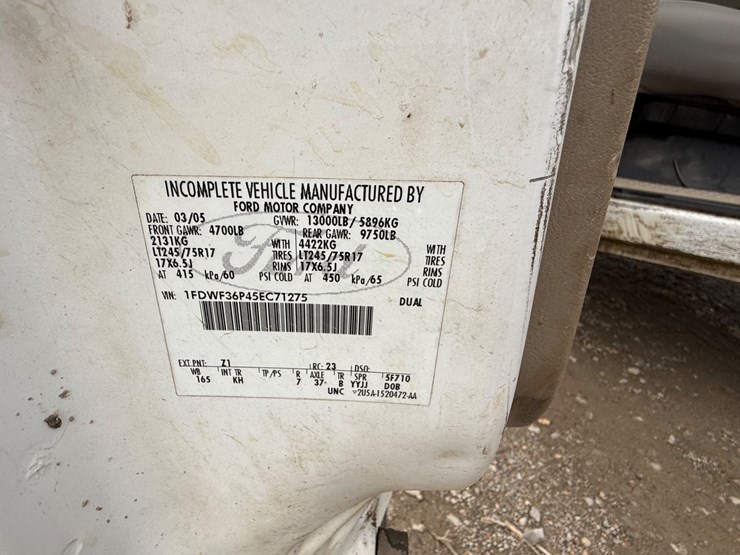 INCOMPLETE VEHICLE MANUFACTURED BY
FORD MOTOR COMPANY
DATE: 03/05 GVWR: 13000LB/ 5896KG
FRONT GAWR: 4700LB REAR GAWR: 9750LB
2131KG WITH 4422KG WITH
LT245/75R17 TIRES LT245/75R17 TIRES
17X6.5J RIMS 17X6.5J RIMS
AT 415 kPa/60 PSI COLD AT 450 kPa/65 PSI COLD
VIN: 1FDWF36P45EC71275 DUAL
Ford
EXT PNT: Z1 RC: 23 DSO:
WB INT TR TP/PS R AXLE TR SPR 5F710
165 KH 7 37- B YYJJ DOB
UNC 2U5A-1520472-AA